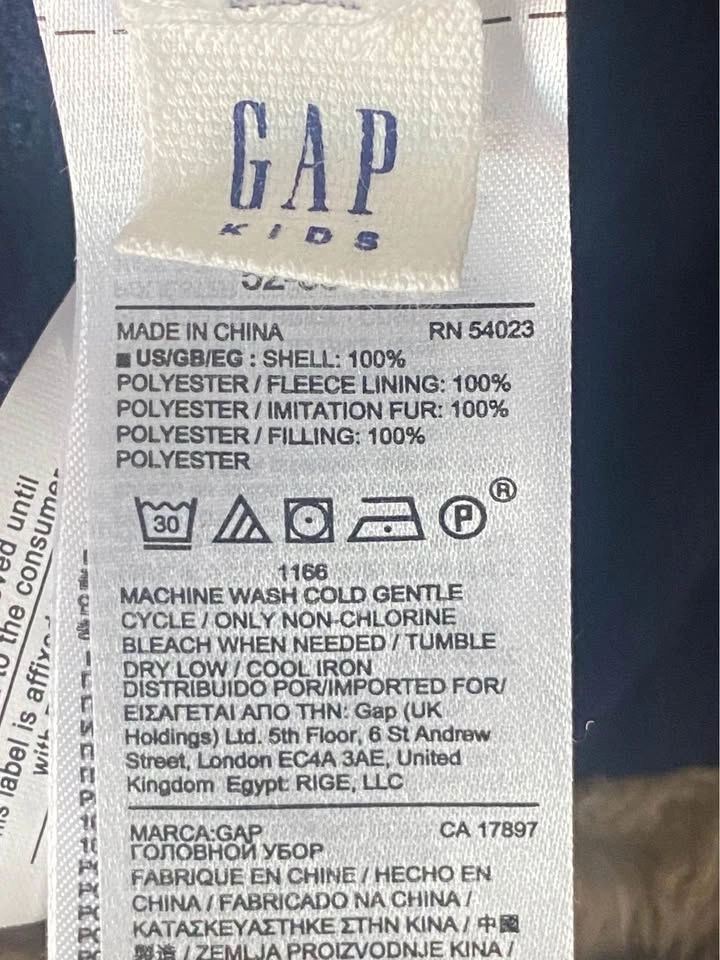 GAP
KIDS
MADE IN CHINA RN 54023
US/GB/EG : SHELL: 100%
POLYESTER / FLEECE LINING: 100%
POLYESTER / IMITATION FUR: 100%
POLYESTER / FILLING: 100%
POLYESTER
30 P ®
1166
MACHINE WASH COLD GENTLE
CYCLE / ONLY NON-CHLORINE
BLEACH WHEN NEEDED / TUMBLE
DRY LOW / COOL IRON
DISTRIBUIDO POR/IMPORTED FOR/
ΕΙΣΑΓΕΤΑΙ ΑΠΟ ΤΗΝ: Gap (UK
Holdings) Ltd. 5th Floor, 6 St Andrew
Street, London EC4A 3AE, United
Kingdom Egypt: RIGE, LLC
MARCA:GAP CA 17897
ГОЛОВНОЙ УБОР
FABRIQUE EN CHINE / HECHO EN
CHINA / FABRICADO NA CHINA /
ΚΑΤΑΣΚΕΥΑΣΤΗΚΕ ΣΤΗΝ ΚΙΝΑ / 中國
製造 / ZEMLJA PROIZVODNJE KINA /
until
to the consumer
label is